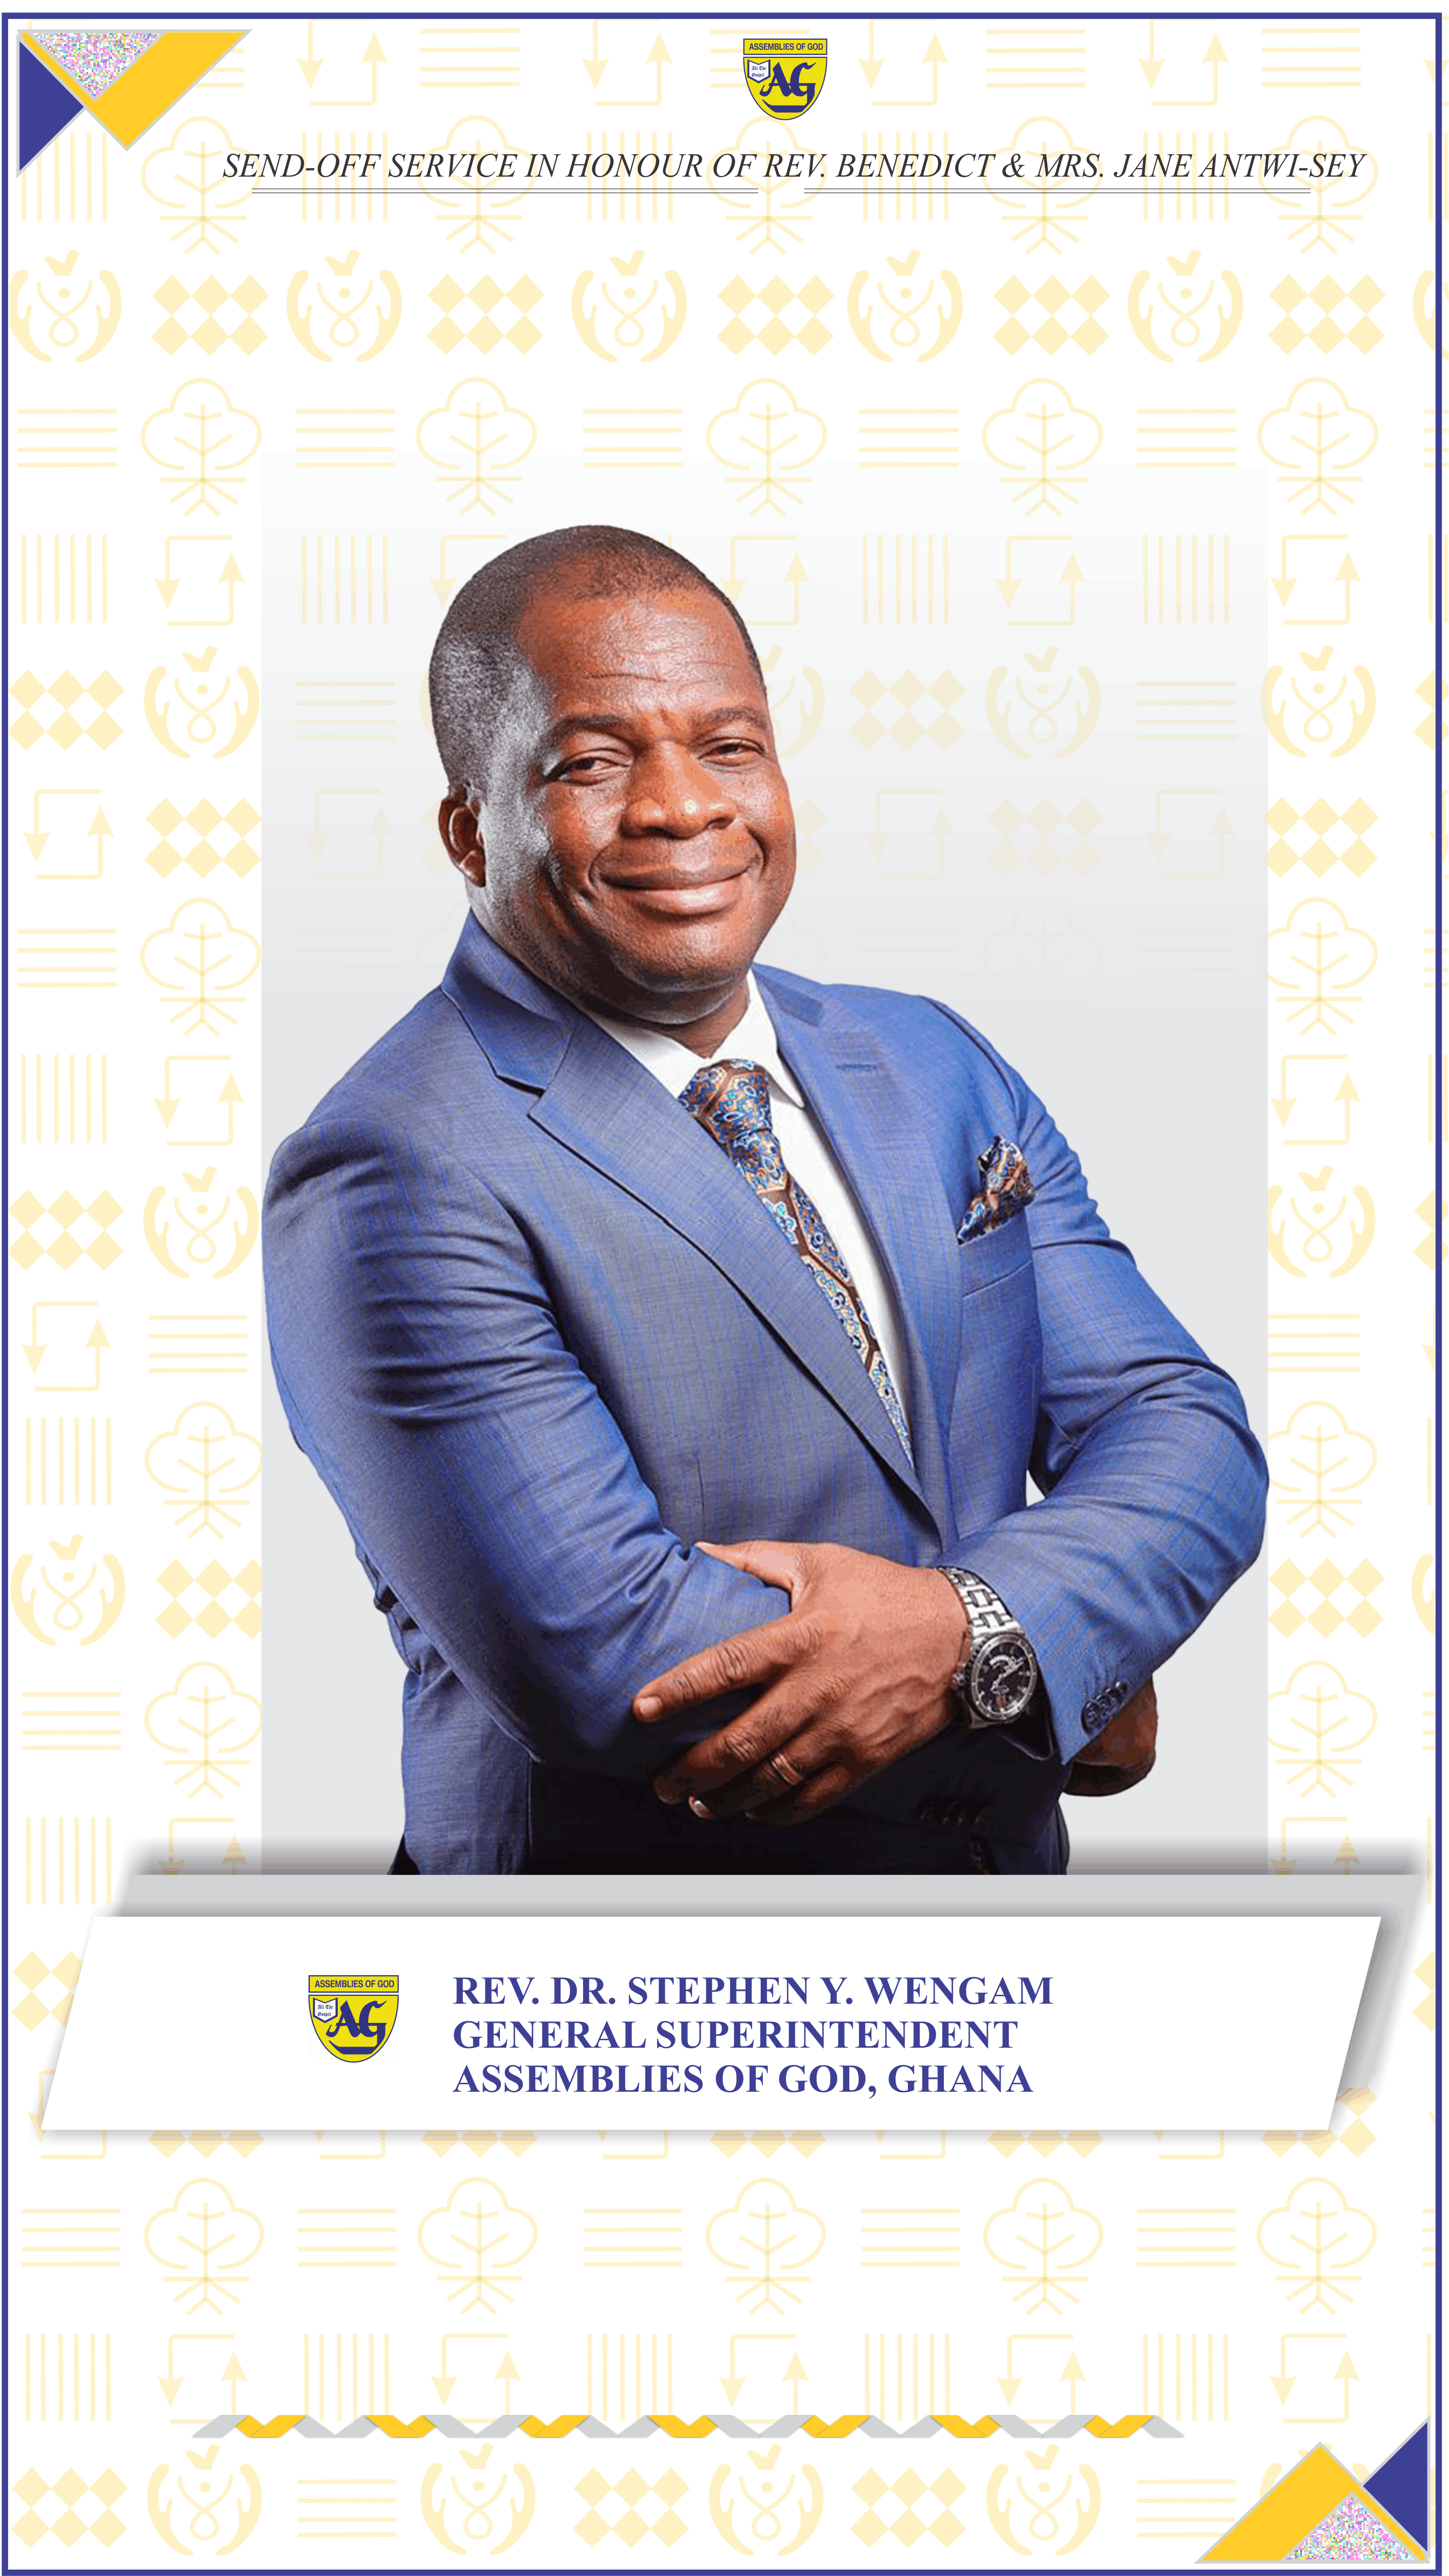 ASSEMBLIES OF GOD
All The
Gospel
AG
SEND-OFF SERVICE IN HONOUR OF REV. BENEDICT & MRS. JANE ANTWI-SEY
ASSEMBLIES OF GOD
All The
Gospel
AG
REV. DR. STEPHEN Y. WENGAM
GENERAL SUPERINTENDENT
ASSEMBLIES OF GOD, GHANA